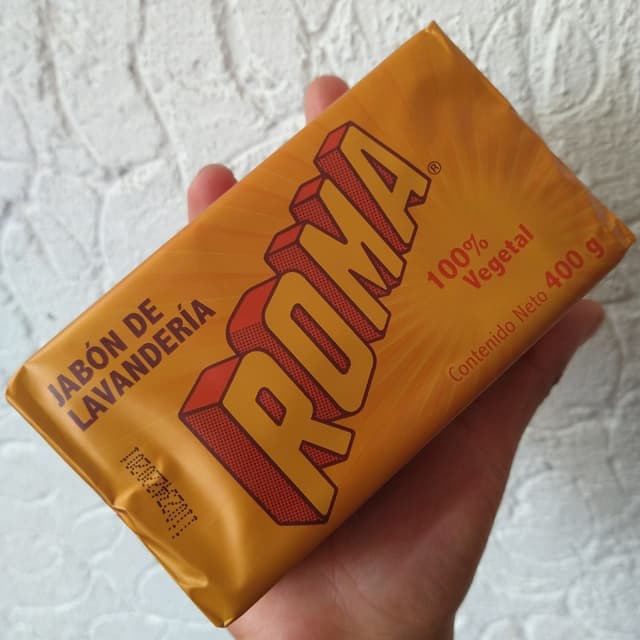 JABÓN DE
LAVANDERÍA
ROMA®
100%
Vegetal
Contenido Neto 400 g